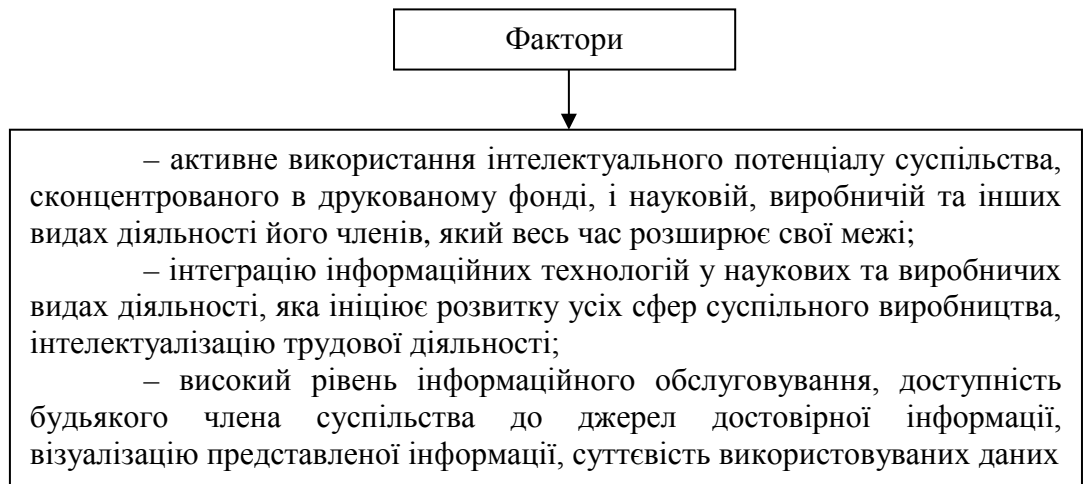 Фактори
– активне використання інтелектуального потенціалу суспільства,
сконцентрованого в друкованому фонді, і науковій, виробничій та інших
видах діяльності його членів, який весь час розширює свої межі;
– інтеграцію інформаційних технологій у наукових та виробничих
видах діяльності, яка ініціює розвитку усіх сфер суспільного виробництва,
інтелектуалізацію трудової діяльності;
– високий рівень інформаційного обслуговування, доступність
будьякого члена суспільства до джерел достовірної інформації,
візуалізацію представленої інформації, суттєвість використовуваних даних